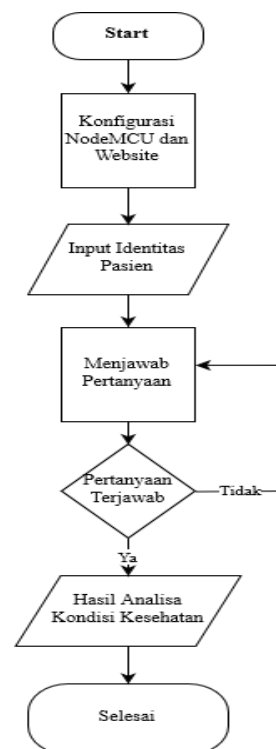 Start
Konfigurasi
NodeMCU dan
Website
Input Identitas
Pasien
Menjawab
Pertanyaan
Pertanyaan
Terjawab
Tidak
Ya
Hasil Analisa
Kondisi Kesehatan
Selesai